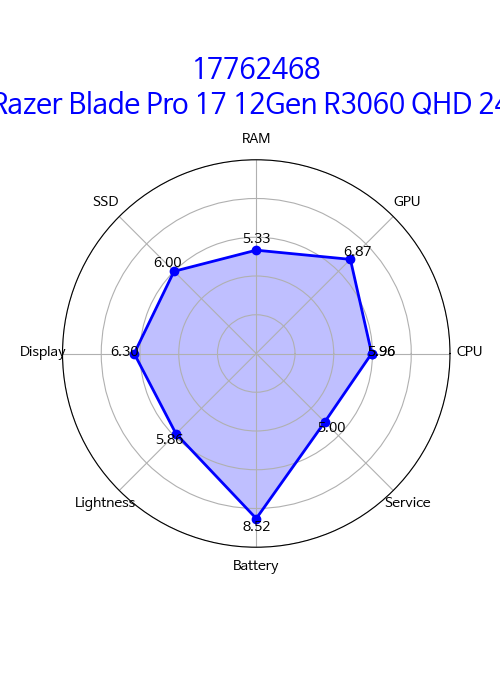 17762468
Razer Blade Pro 17 12Gen R3060 QHD 24
RAM
SSD
GPU
5.33
6.00
6.87
Display
6.30
5.96
CPU
5.86
5.00
Lightness
Service
8.52
Battery